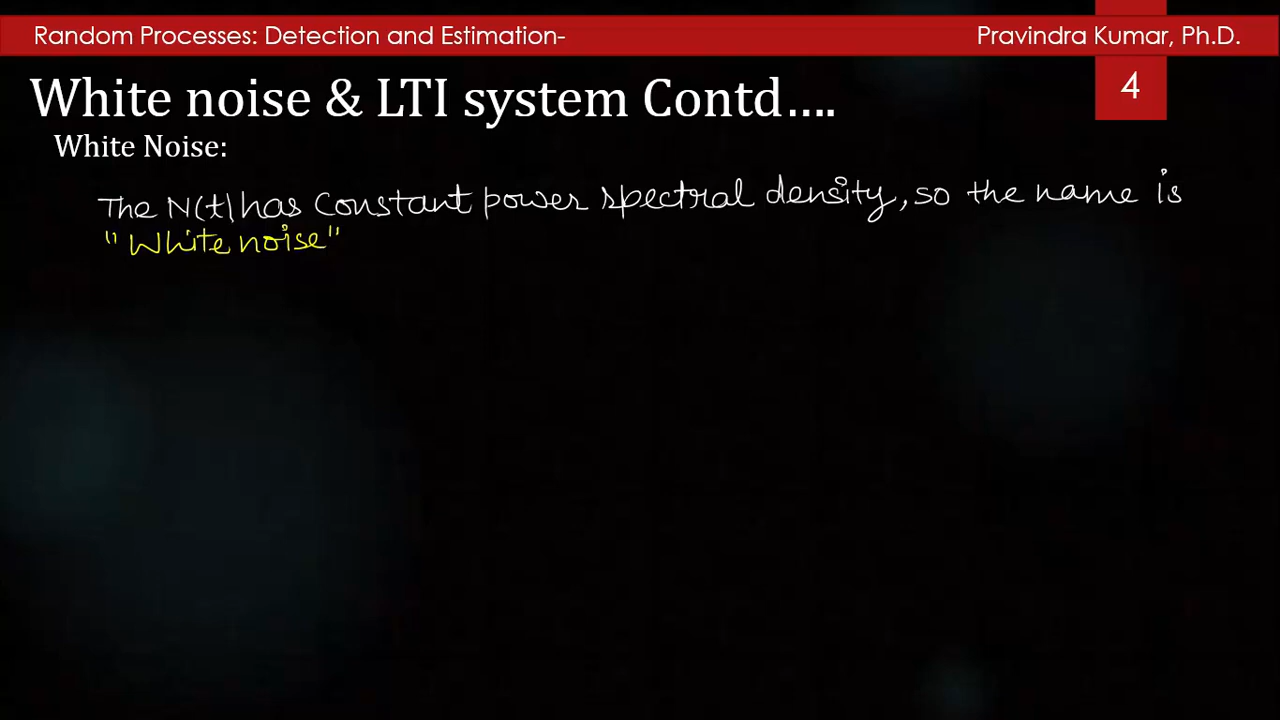 Random Processes: Detection and Estimation-
Pravindra Kumar, Ph.D.
White noise & LTI system Contd….
4
White Noise:
The N(t) has Constant power spectral density, so the name is
"White noise"